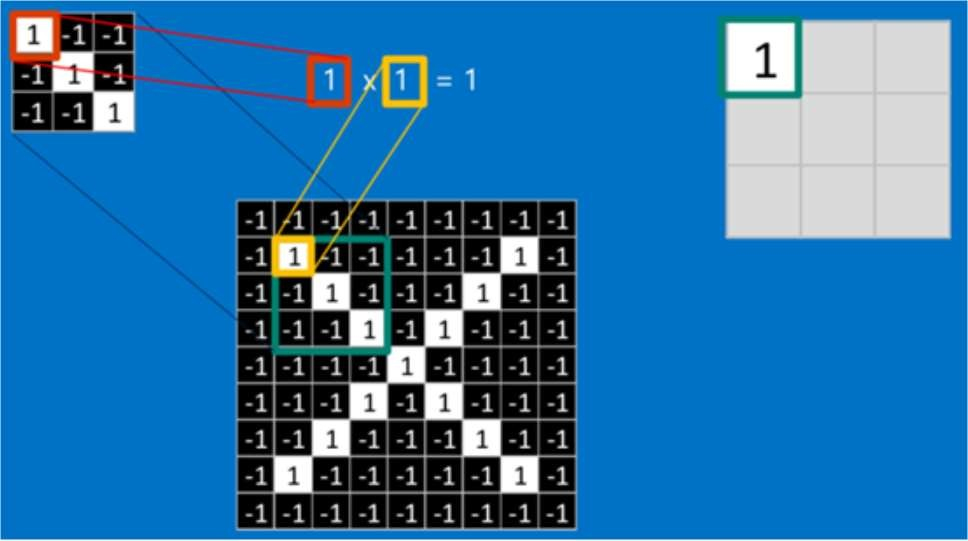 1 -1 -1
-1 1 -1
-1 -1 1
1 x 1 = 1
1
-1 -1 -1 -1 -1 -1 -1 -1 -1
-1 1 -1 -1 -1 -1 -1 1 -1
-1 -1 1 -1 -1 -1 1 -1 -1
-1 -1 -1 1 -1 1 -1 -1 -1
-1 -1 -1 -1 1 -1 -1 -1 -1
-1 -1 -1 1 -1 1 -1 -1 -1
-1 -1 1 -1 -1 -1 1 -1 -1
-1 1 -1 -1 -1 -1 -1 1 -1
-1 -1 -1 -1 -1 -1 -1 -1 -1